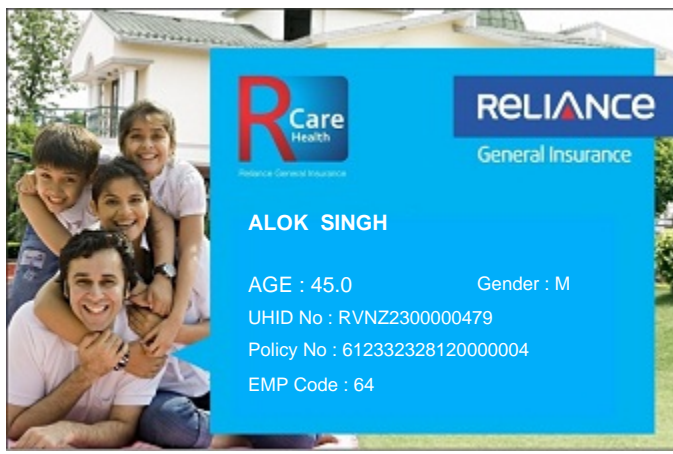 RCare
Health
Reliance General Insurance
RELIANCE
General Insurance
ALOK SINGH
AGE : 45.0 Gender : M
UHID No : RVNZ2300000479
Policy No : 612332328120000004
EMP Code : 64